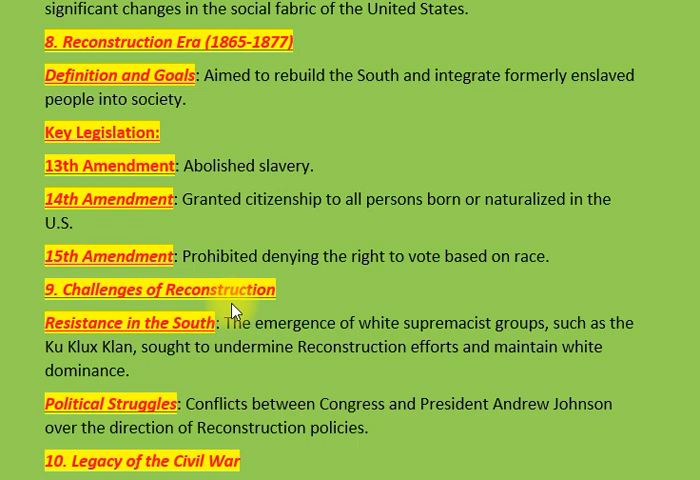 significant changes in the social fabric of the United States.
8. Reconstruction Era (1865-1877)
Definition and Goals: Aimed to rebuild the South and integrate formerly enslaved
people into society.
Key Legislation:
13th Amendment: Abolished slavery.
14th Amendment: Granted citizenship to all persons born or naturalized in the
U.S.
15th Amendment: Prohibited denying the right to vote based on race.
9. Challenges of Reconstruction
Resistance in the South: The emergence of white supremacist groups, such as the
Ku Klux Klan, sought to undermine Reconstruction efforts and maintain white
dominance.
Political Struggles: Conflicts between Congress and President Andrew Johnson
over the direction of Reconstruction policies.
10. Legacy of the Civil War